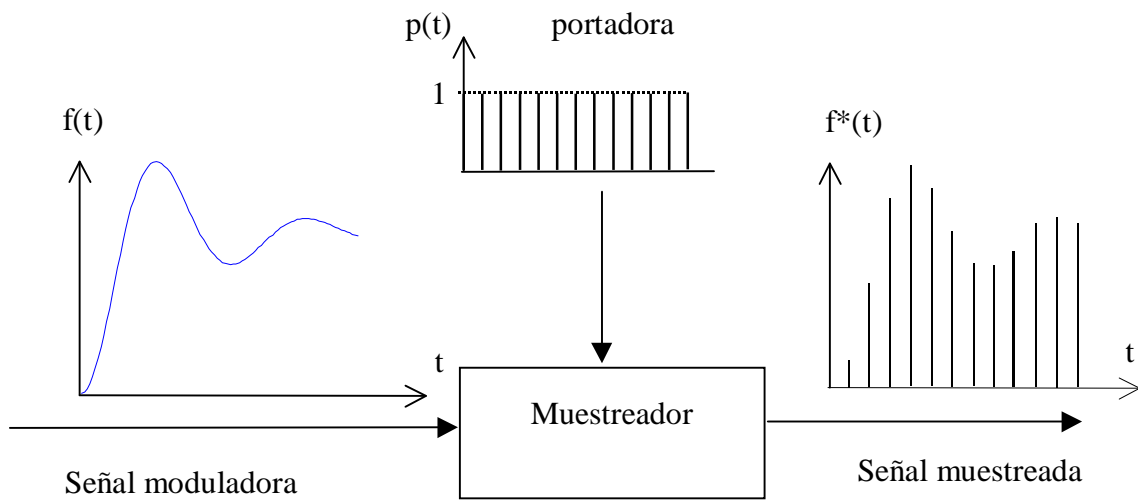 p(t)
portadora
1
f(t)
f*(t)
t
t
Muestreador
Señal moduladora
Señal muestreada